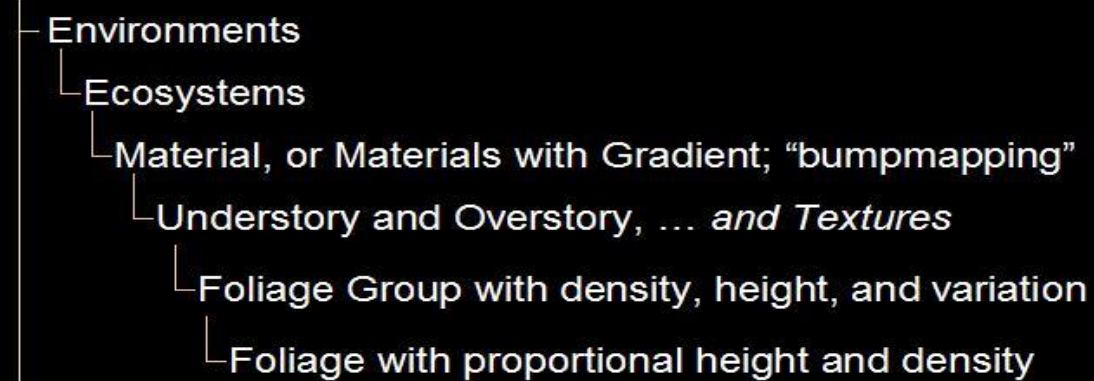 Environments
Ecosystems
Material, or Materials with Gradient; “bumpmapping”
Understory and Overstory, … and Textures
Foliage Group with density, height, and variation
Foliage with proportional height and density